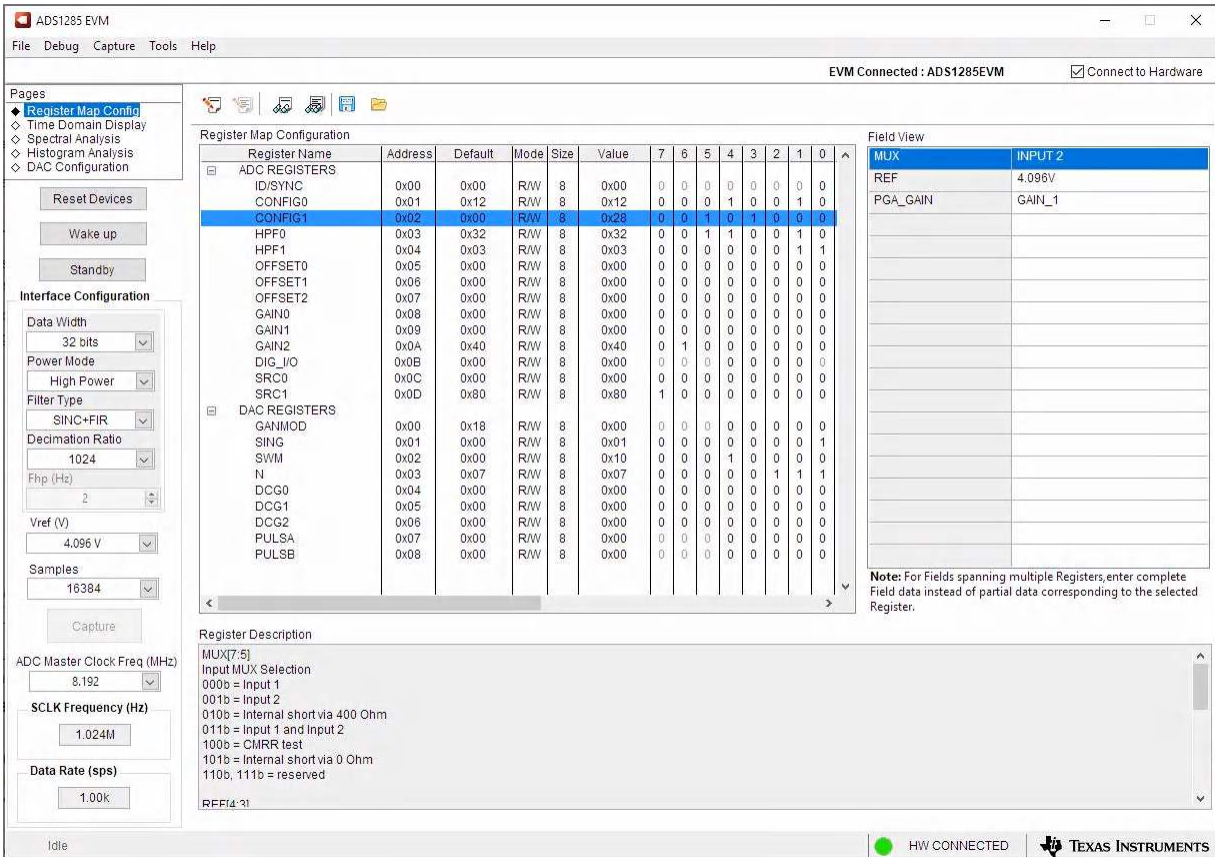 ADS1285 EVM
File Debug Capture Tools Help
EVM Connected : ADS1285EVM
Connect to Hardware
Pages
Register Map Config
Time Domain Display
Spectral Analysis
Histogram Analysis
DAC Configuration
Reset Devices
Wake up
Standby
Interface Configuration
Data Width
32 bits
Power Mode
High Power
Filter Type
SINC+FIR
Decimation Ratio
1024
Fhp (Hz)
2
Vref (V)
4.096 V
Samples
16384
Capture
ADC Master Clock Freq (MHz)
8.192
SCLK Frequency (Hz)
1.024M
Data Rate (sps)
1.00k
Register Map Configuration
Register Name Address Default Mode Size Value 7 6 5 4 3 2 1 0
ADC REGISTERS
ID/SYNC 0x00 0x00 R/W 8 0x00 0 0 0 0 0 0 0 0
CONFIG0 0x01 0x12 R/W 8 0x12 0 0 0 1 0 0 1 0
CONFIG1 0x02 0x00 R/W 8 0x28 0 0 1 0 1 0 0 0
HPF0 0x03 0x32 R/W 8 0x32 0 0 1 1 0 0 1 0
HPF1 0x04 0x03 R/W 8 0x03 0 0 0 0 0 0 1 1
OFFSET0 0x05 0x00 R/W 8 0x00 0 0 0 0 0 0 0 0
OFFSET1 0x06 0x00 R/W 8 0x00 0 0 0 0 0 0 0 0
OFFSET2 0x07 0x00 R/W 8 0x00 0 0 0 0 0 0 0 0
GAIN0 0x08 0x00 R/W 8 0x00 0 0 0 0 0 0 0 0
GAIN1 0x09 0x00 R/W 8 0x00 0 0 0 0 0 0 0 0
GAIN2 0x0A 0x40 R/W 8 0x40 0 1 0 0 0 0 0 0
DIG_I/O 0x0B 0x00 R/W 8 0x00 0 0 0 0 0 0 0 0
SRC0 0x0C 0x00 R/W 8 0x00 0 0 0 0 0 0 0 0
SRC1 0x0D 0x80 R/W 8 0x80 1 0 0 0 0 0 0 0
DAC REGISTERS
GANMOD 0x00 0x18 R/W 8 0x00 0 0 0 0 0 0 0 0
SING 0x01 0x00 R/W 8 0x01 0 0 0 0 0 0 0 1
SWM 0x02 0x00 R/W 8 0x10 0 0 0 1 0 0 0 0
N 0x03 0x07 R/W 8 0x07 0 0 0 0 0 1 1 1
DCG0 0x04 0x00 R/W 8 0x00 0 0 0 0 0 0 0 0
DCG1 0x05 0x00 R/W 8 0x00 0 0 0 0 0 0 0 0
DCG2 0x06 0x00 R/W 8 0x00 0 0 0 0 0 0 0 0
PULSA 0x07 0x00 R/W 8 0x00 0 0 0 0 0 0 0 0
PULSB 0x08 0x00 R/W 8 0x00 0 0 0 0 0 0 0 0
Field View
MUX INPUT 2
REF 4.096V
PGA_GAIN GAIN_1
Note: For Fields spanning multiple Registers,enter complete
Field data instead of partial data corresponding to the selected
Register.
Register Description
MUX[7:5]
Input MUX Selection
000b = Input 1
001b = Input 2
010b = Internal short via 400 Ohm
011b = Input 1 and Input 2
100b = CMRR test
101b = Internal short via 0 Ohm
110b, 111b = reserved
REF[4:3]
Idle
HW CONNECTED
TEXAS INSTRUMENTS